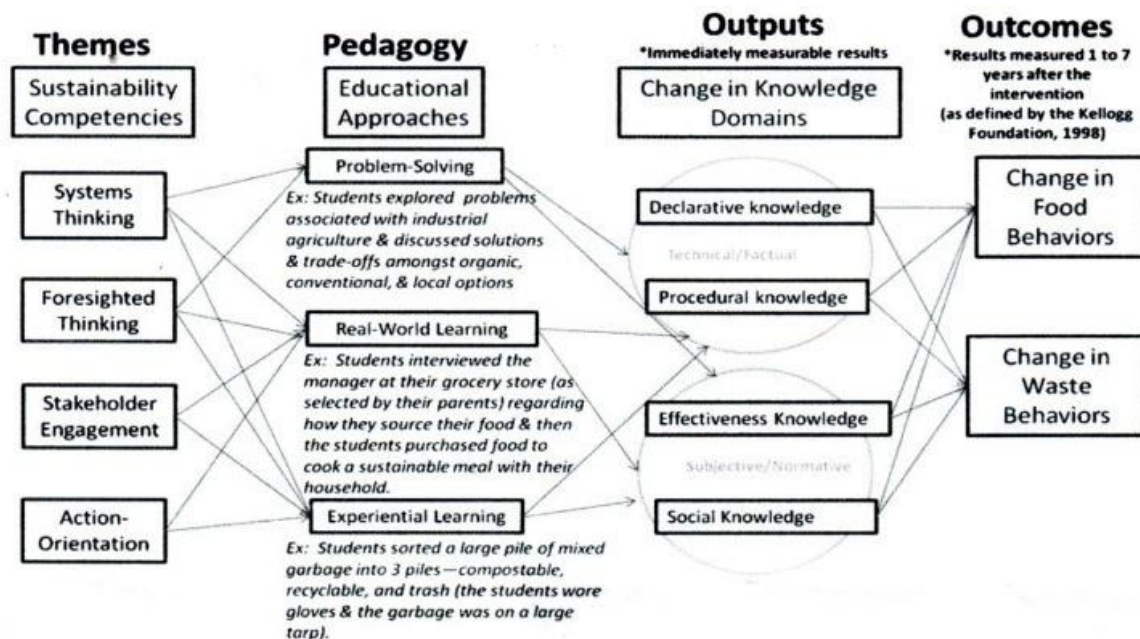 Themes
Sustainability
Competencies
Systems
Thinking
Foresighted
Thinking
Stakeholder
Engagement
Action-
Orientation
Pedagogy
Educational
Approaches
Problem-Solving
Ex: Students explored problems
associated with industrial
agriculture & discussed solutions
& trade-offs amongst organic,
conventional, & local options
Real-World Learning
Ex: Students interviewed the
manager at their grocery store (as
selected by their parents) regarding
how they source their food & then
the students purchased food to
cook a sustainable meal with their
household.
Experiential Learning
Ex: Students sorted a large pile of mixed
garbage into 3 piles—compostable,
recyclable, and trash (the students wore
gloves & the garbage was on a large
tarp).
Outputs
*Immediately measurable results
Change in Knowledge
Domains
Declarative knowledge
Technical/Factual
Procedural knowledge
Effectiveness Knowledge
Subjective/Normative
Social Knowledge
Outcomes
*Results measured 1 to 7
years after the
intervention
(as defined by the Kellogg
Foundation, 1998)
Change in
Food
Behaviors
Change in
Waste
Behaviors